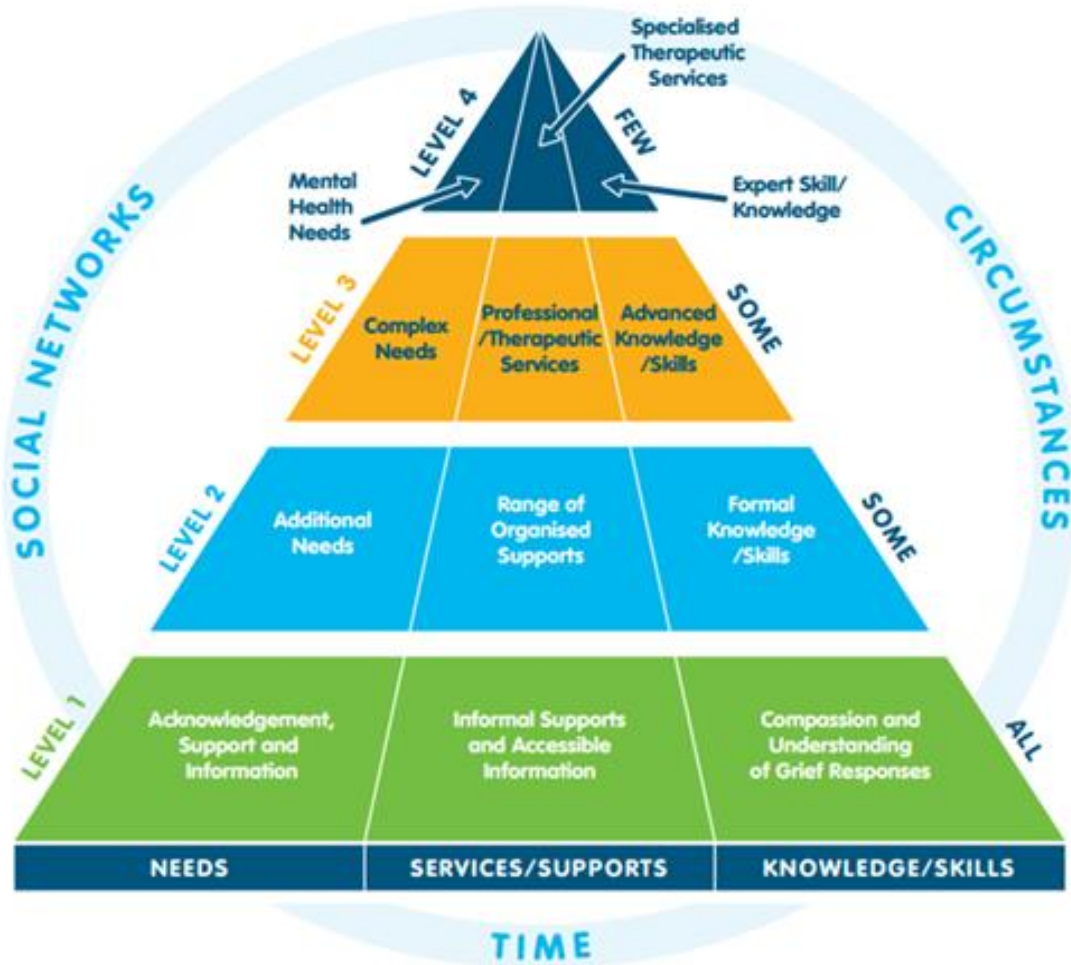 Specialised
Therapeutic
Services
LEVEL 4
FEW
Mental
Health
Needs
Expert Skill/
Knowledge
SOCIAL NETWORKS
CIRCUMSTANCES
LEVEL 3
Complex
Needs
Professional
/Therapeutic
Services
Advanced
Knowledge
/Skills
SOME
LEVEL 2
Additional
Needs
Range of
Organised
Supports
Formal
Knowledge
/Skills
SOME
LEVEL 1
Acknowledgement,
Support and
Information
Informal Supports
and Accessible
Information
Compassion and
Understanding
of Grief Responses
ALL
NEEDS
SERVICES/SUPPORTS
KNOWLEDGE/SKILLS
TIME